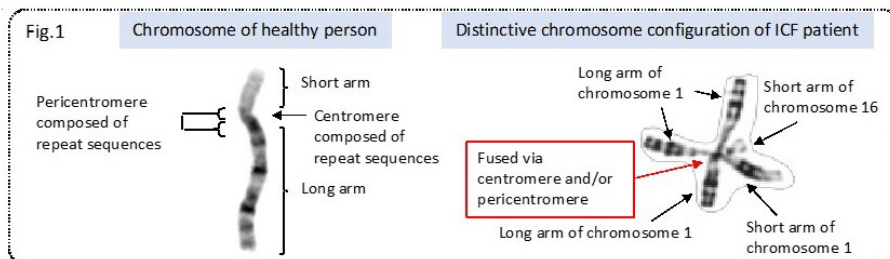 Fig.1
Chromosome of healthy person
Distinctive chromosome configuration of ICF patient
Short arm
Pericentromere
composed of
repeat sequences
Centromere
composed of
repeat sequences
Long arm
Long arm of
chromosome 1
Short arm of
chromosome 16
Fused via
centromere and/or
pericentromere
Long arm of chromosome 1
Short arm of
chromosome 1